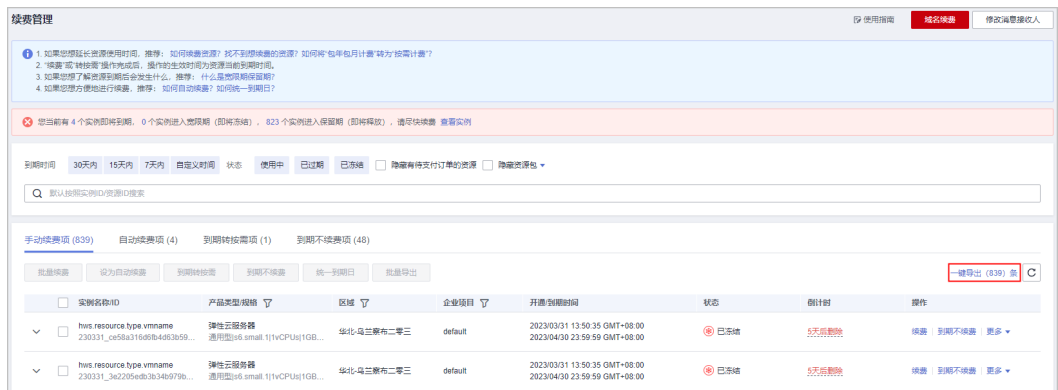 续费管理
使用指南
域名续费
修改消息接收人
1. 如果您想延长资源使用时间，推荐： 如何续费资源? 找不到想续费的资源? 如何将“包年包月计费”转为“按需计费”?
2. “续费”或“转按需”操作完成后，操作的生效时间为资源当前到期时间。
3. 如果您想了解资源到期后会发生什么，推荐： 什么是宽限期保留期?
4. 如果您想方便地进行续费，推荐： 如何自动续费? 如何统一到期日?
您当前有 4 个实例即将到期， 0 个实例进入宽限期（即将冻结）， 823 个实例进入保留期（即将释放），请尽快续费 查看实例
到期时间 30天内 15天内 7天内 自定义时间 状态 使用中 已过期 已冻结 隐藏有待支付订单的资源 隐藏资源包
默认按照实例ID/资源ID搜索
手动续费项 (839) 自动续费项 (4) 到期转按需项 (1) 到期不续费项 (48)
批量续费 设为自动续费 到期转按需 到期不续费 统一到期日 批量导出
一键导出（839）条
实例名称/ID 产品类型/规格 区域 企业项目 开通/到期时间 状态 倒计时 操作
hws.resource.type.vmname 弹性云服务器 华北-乌兰察布二零三 default 2023/03/31 13:50:35 GMT+08:00 已冻结 5天后删除 续费 到期不续费 更多
230331_ce58a316d6fb4d63b59... 通用型|s6.small.1|1vCPUs|1GB... 2023/04/30 23:59:59 GMT+08:00
hws.resource.type.vmname 弹性云服务器 华北-乌兰察布二零三 default 2023/03/31 13:50:35 GMT+08:00 已冻结 5天后删除 续费 到期不续费 更多
230331_3e2205edb3b34b979b... 通用型|s6.small.1|1vCPUs|1GB... 2023/04/30 23:59:59 GMT+08:00